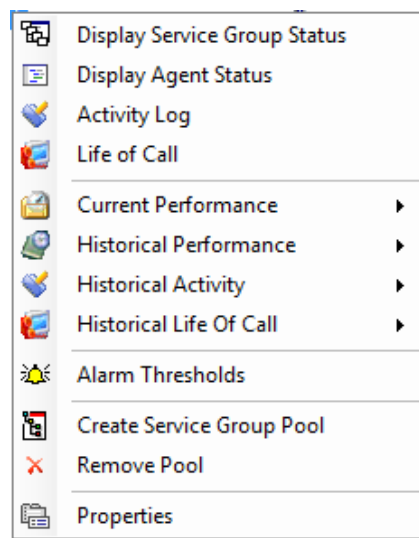 Display Service Group Status
Display Agent Status
Activity Log
Life of Call
Current Performance
Historical Performance
Historical Activity
Historical Life Of Call
Alarm Thresholds
Create Service Group Pool
Remove Pool
Properties